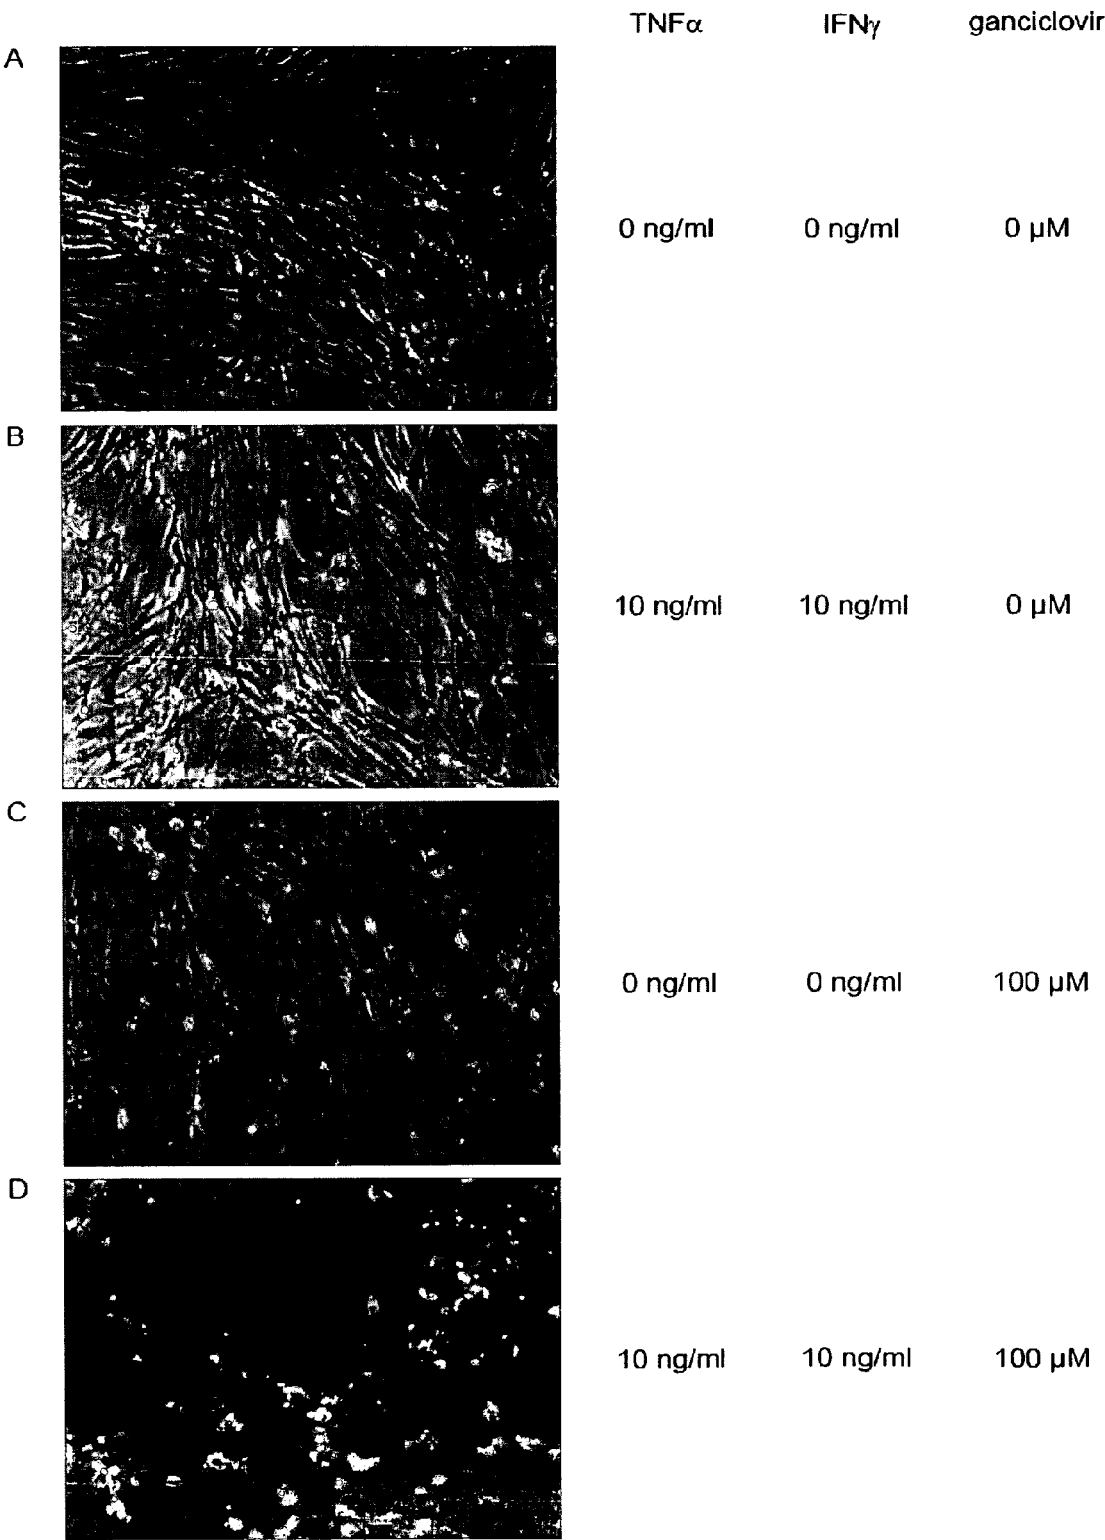 TNFα IFNγ ganciclovir
A
0 ng/ml 0 ng/ml 0 µM
B
10 ng/ml 10 ng/ml 0 µM
C
0 ng/ml 0 ng/ml 100 µM
D
10 ng/ml 10 ng/ml 100 µM